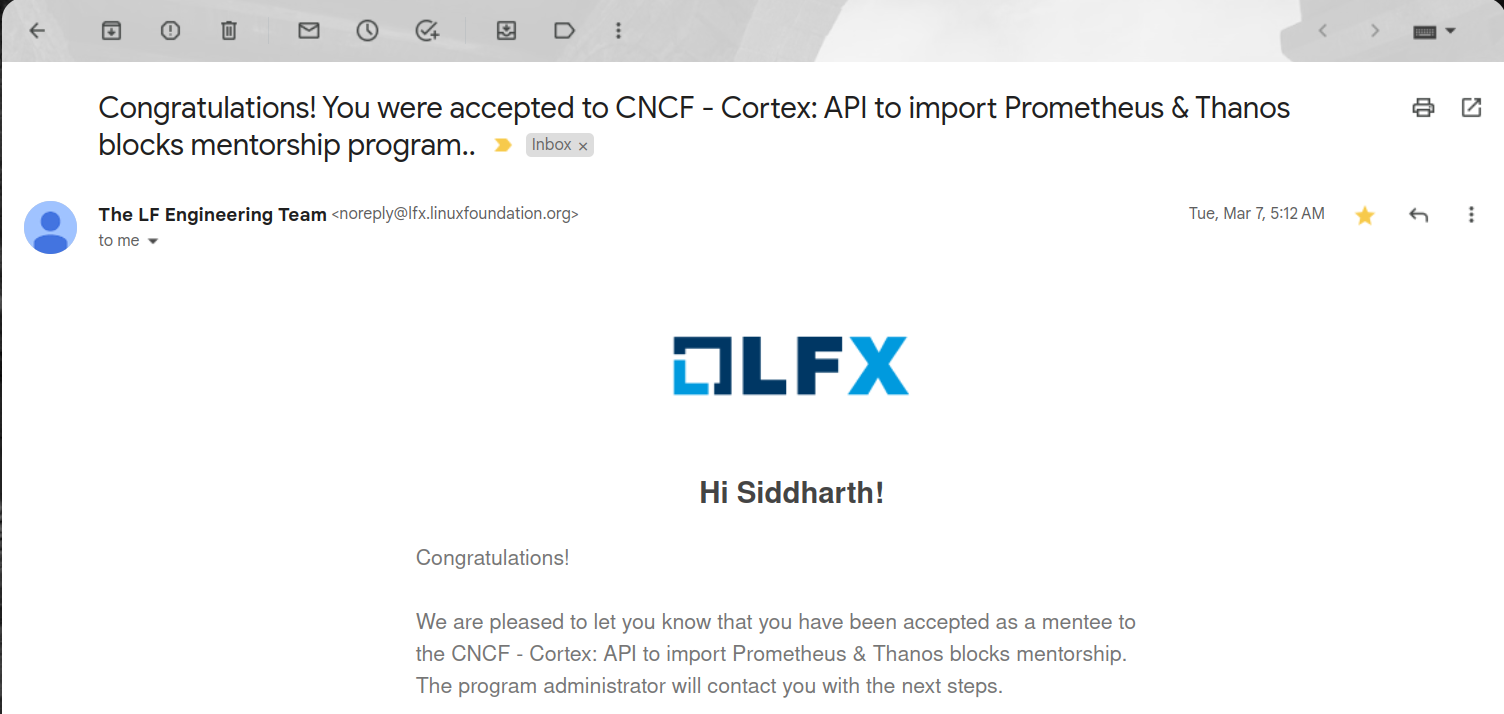 Congratulations! You were accepted to CNCF - Cortex: API to import Prometheus & Thanos
blocks mentorship program.. Inbox ×
The LF Engineering Team <noreply@lfx.linuxfoundation.org> Tue, Mar 7, 5:12 AM
to me
LFX
Hi Siddharth!
Congratulations!
We are pleased to let you know that you have been accepted as a mentee to
the CNCF - Cortex: API to import Prometheus & Thanos blocks mentorship.
The program administrator will contact you with the next steps.